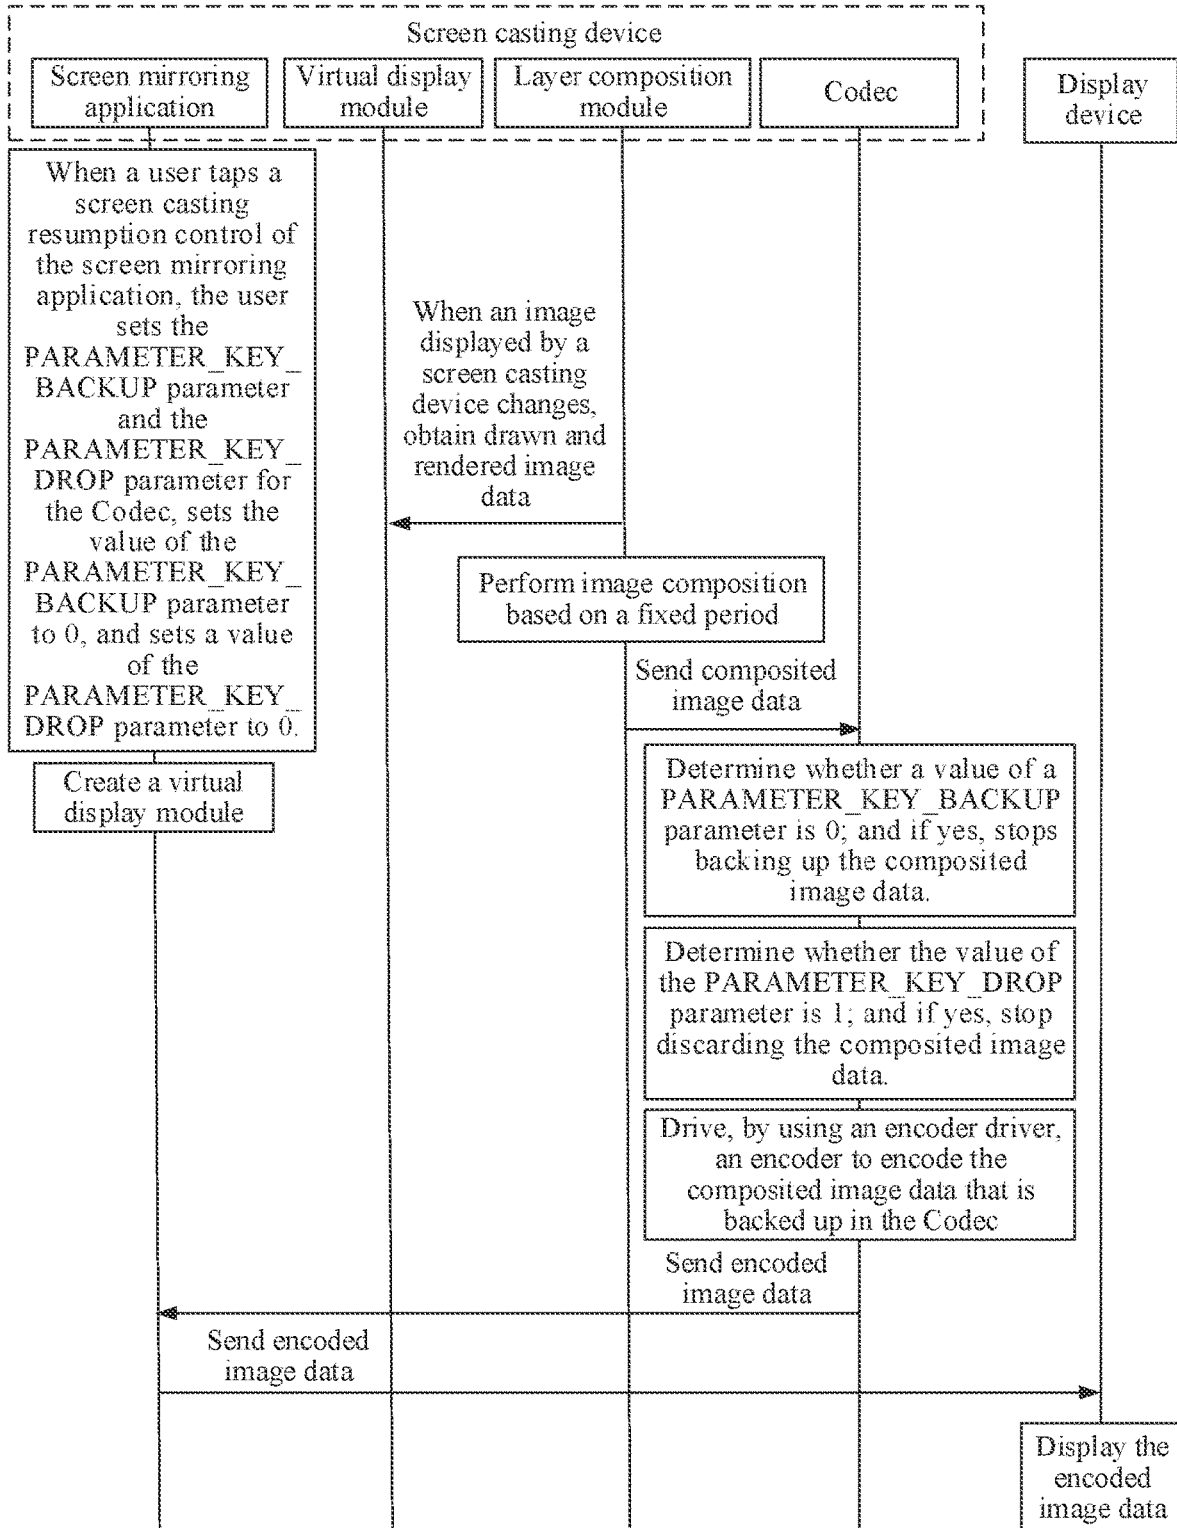 Screen casting device
Screen mirroring
application
Virtual display
module
Layer composition
module
Codec
Display
device
When a user taps a
screen casting
resumption control of
the screen mirroring
application, the user
sets the
PARAMETER_KEY_
BACKUP parameter
and the
PARAMETER_KEY_
DROP parameter for
the Codec, sets the
value of the
PARAMETER_KEY_
BACKUP parameter
to 0, and sets a value
of the
PARAMETER_KEY_
DROP parameter to 0.
Create a virtual
display module
When an image
displayed by a
screen casting
device changes,
obtain drawn and
rendered image
data
Perform image composition
based on a fixed period
Send composited
image data
Determine whether a value of a
PARAMETER_KEY_BACKUP
parameter is 0; and if yes, stops
backing up the composited
image data.
Determine whether the value of
the PARAMETER_KEY_DROP
parameter is 1; and if yes, stop
discarding the composited image
data.
Drive, by using an encoder driver,
an encoder to encode the
composited image data that is
backed up in the Codec
Send encoded
image data
Send encoded
image data
Display the
encoded
image data